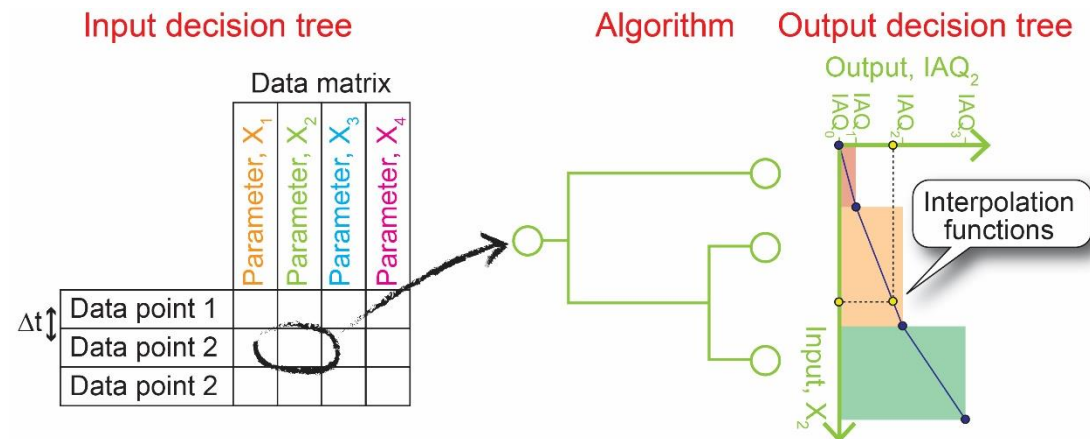 Input decision tree
Algorithm
Output decision tree
Data matrix
Parameter, X1
Parameter, X2
Parameter, X3
Parameter, X4
Δt
Data point 1
Data point 2
Data point 2
Output, IAQ2
IAQ0
IAQ1
IAQ2
IAQ3
Interpolation
functions
Input, X2